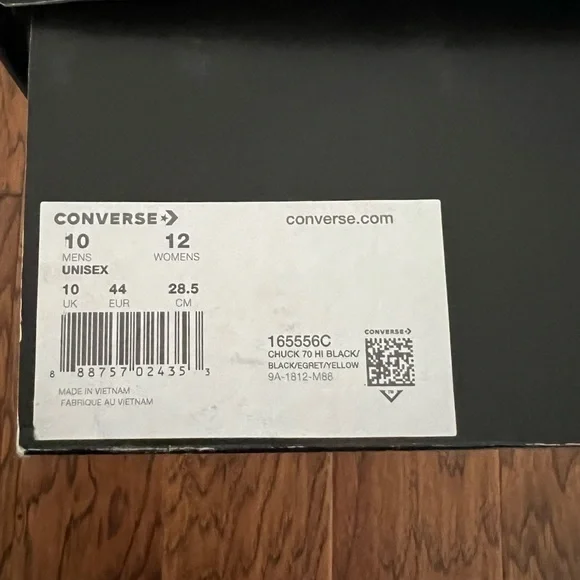 CONVERSE
converse.com
10 12
MENS WOMENS
UNISEX
10 44 28.5
UK EUR CM
8 88757 02435 3
165556C
CHUCK 70 HI BLACK/
BLACK/EGRET/YELLOW
9A-1812-M88
CONVERSE
MADE IN VIETNAM
FABRIQUE AU VIETNAM